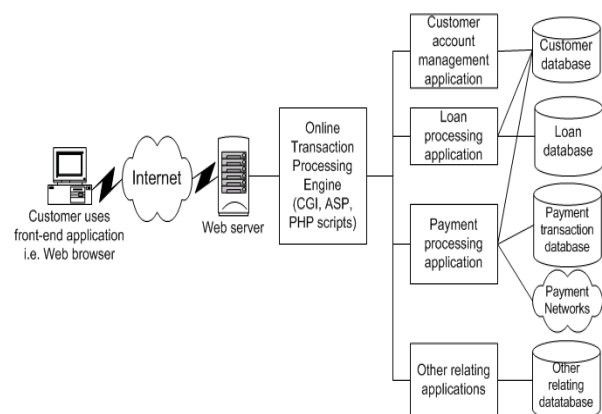 Customer uses
front-end application
i.e. Web browser
Internet
Web server
Online
Transaction
Processing
Engine
(CGI, ASP,
PHP scripts)
Customer
account
management
application
Loan
processing
application
Payment
processing
application
Other relating
applications
Customer
database
Loan
database
Payment
transaction
database
Payment
Networks
Other
relating
datatabase